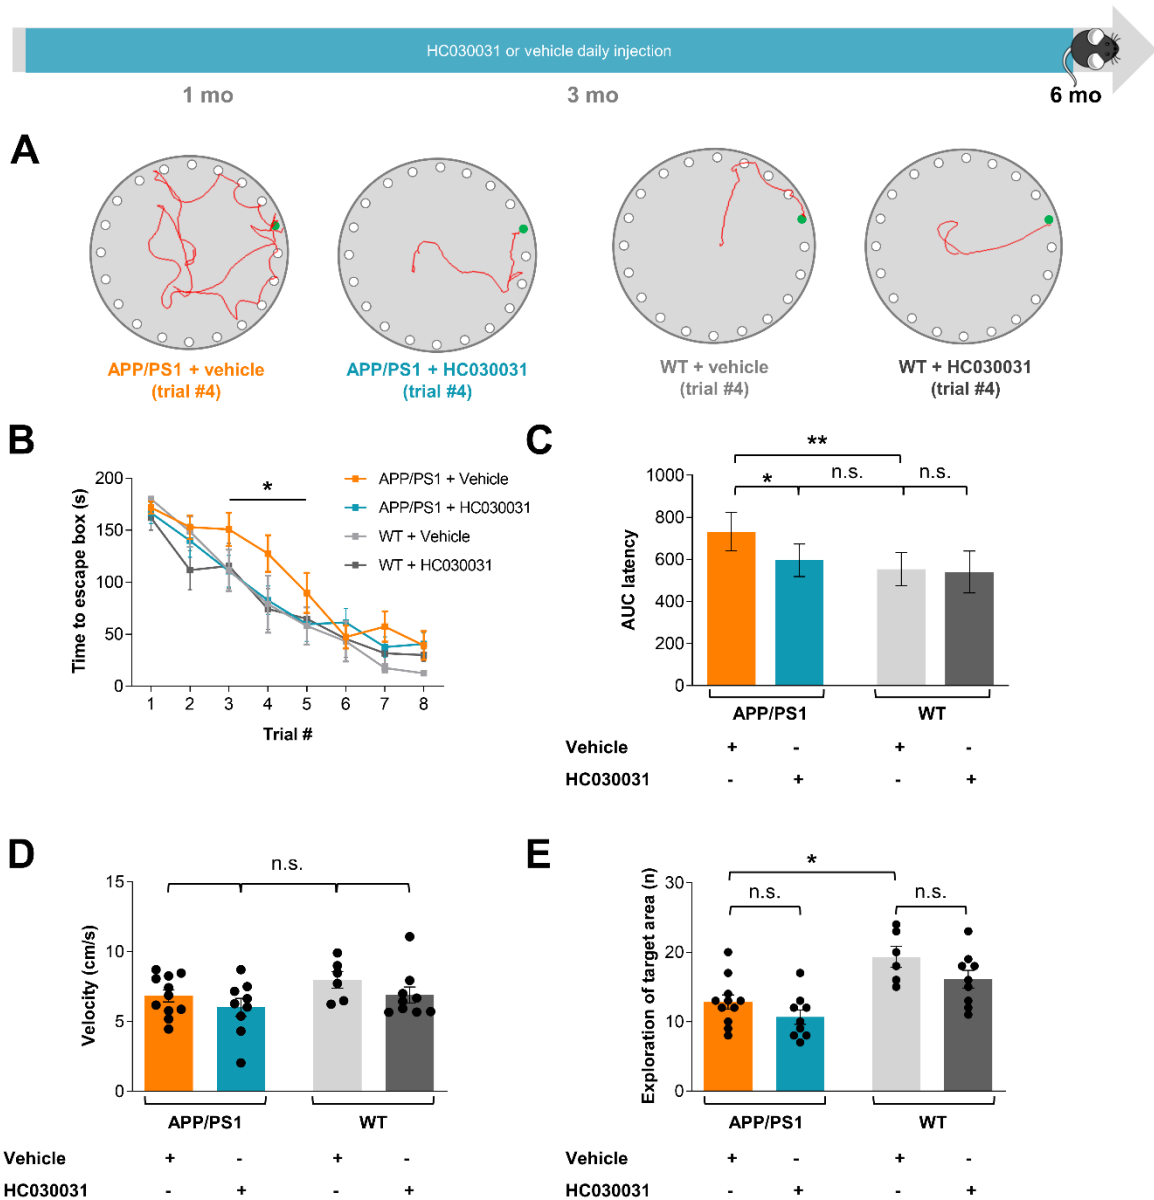 HC030031 or vehicle daily injection
1 mo 3 mo 6 mo
A
APP/PS1 + vehicle
(trial #4)
APP/PS1 + HC030031
(trial #4)
WT + vehicle
(trial #4)
WT + HC030031
(trial #4)
B
Time to escape box (s)
200
150
100
50
0
*
APP/PS1 + Vehicle
APP/PS1 + HC030031
WT + Vehicle
WT + HC030031
1 2 3 4 5 6 7 8
Trial #
C
AUC latency
1000
800
600
400
200
0
**
* n.s. n.s.
APP/PS1 WT
Vehicle + - + -
HC030031 - + - +
D
Velocity (cm/s)
15
10
5
0
n.s.
APP/PS1 WT
Vehicle + - + -
HC030031 - + - +
E
Exploration of target area (n)
30
20
10
0
*
n.s. n.s.
APP/PS1 WT
Vehicle + - + -
HC030031 - + - +